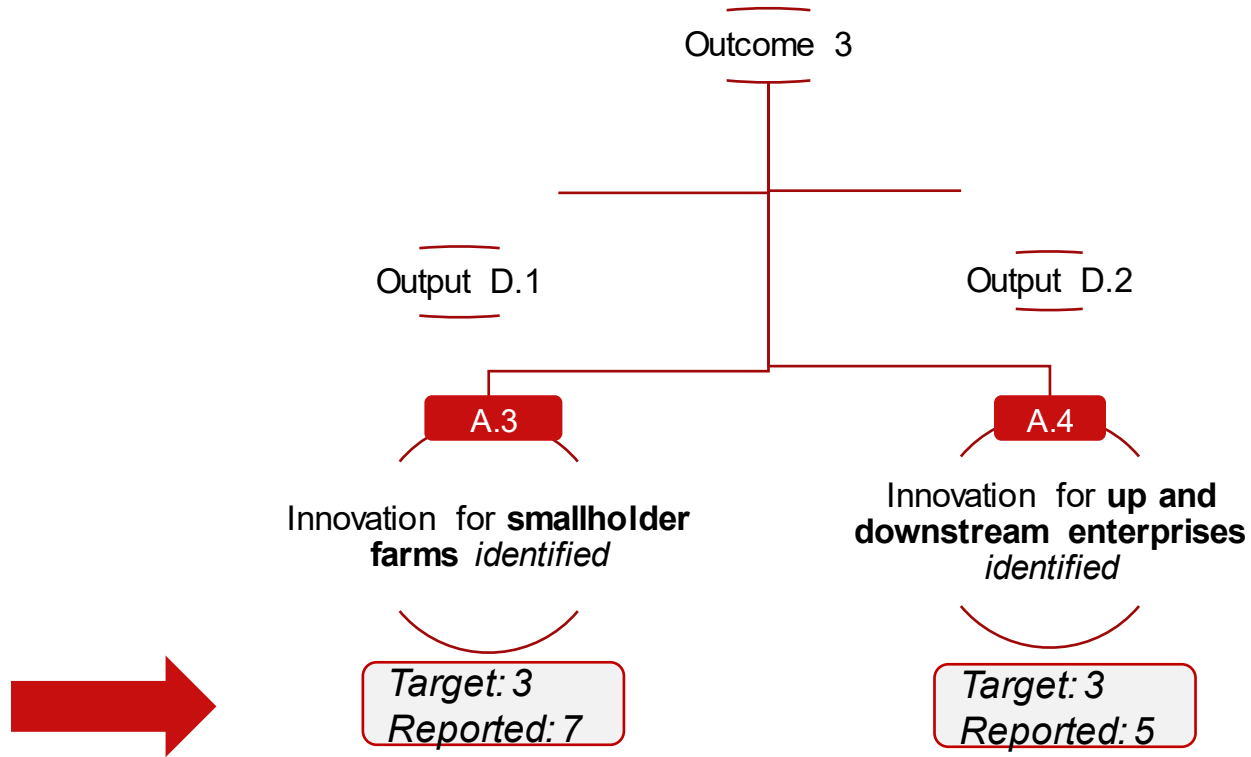 Outcome 3
Output D.1
Output D.2
A.3
Innovation for smallholder
farms identified
Target: 3
Reported: 7
A.4
Innovation for up and
downstream enterprises
identified
Target: 3
Reported: 5